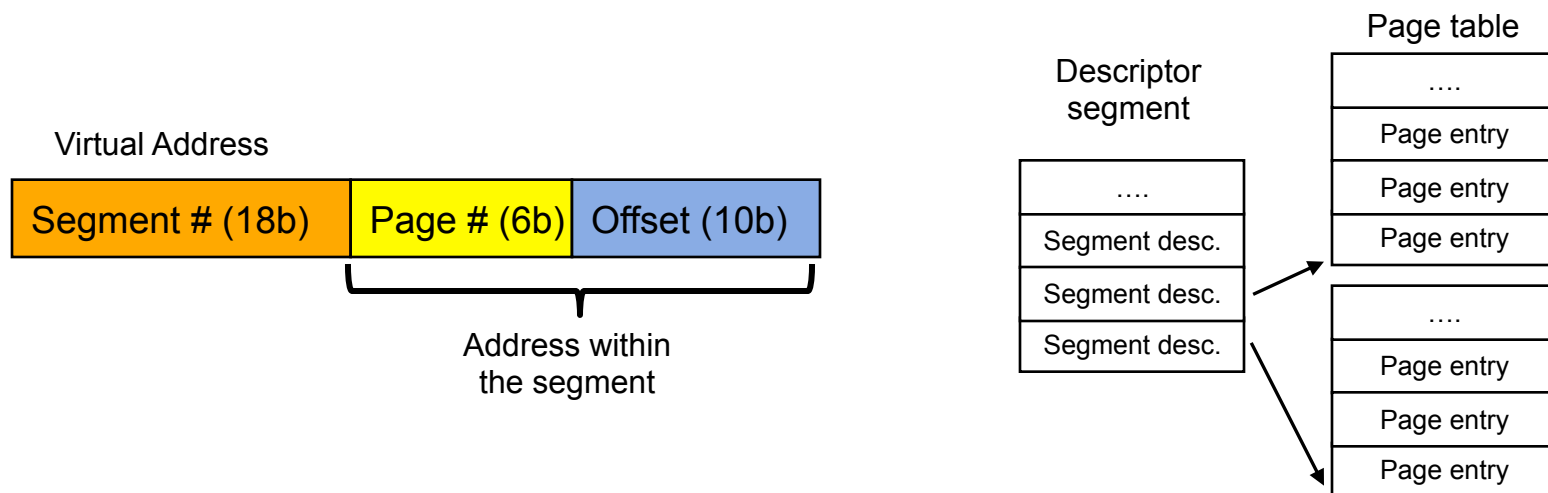 Virtual Address
Segment # (18b)
Page # (6b)
Offset (10b)
Address within
the segment
Descriptor
segment
....
Segment desc.
Segment desc.
Segment desc.
Page table
....
Page entry
Page entry
Page entry
....
Page entry
Page entry
Page entry